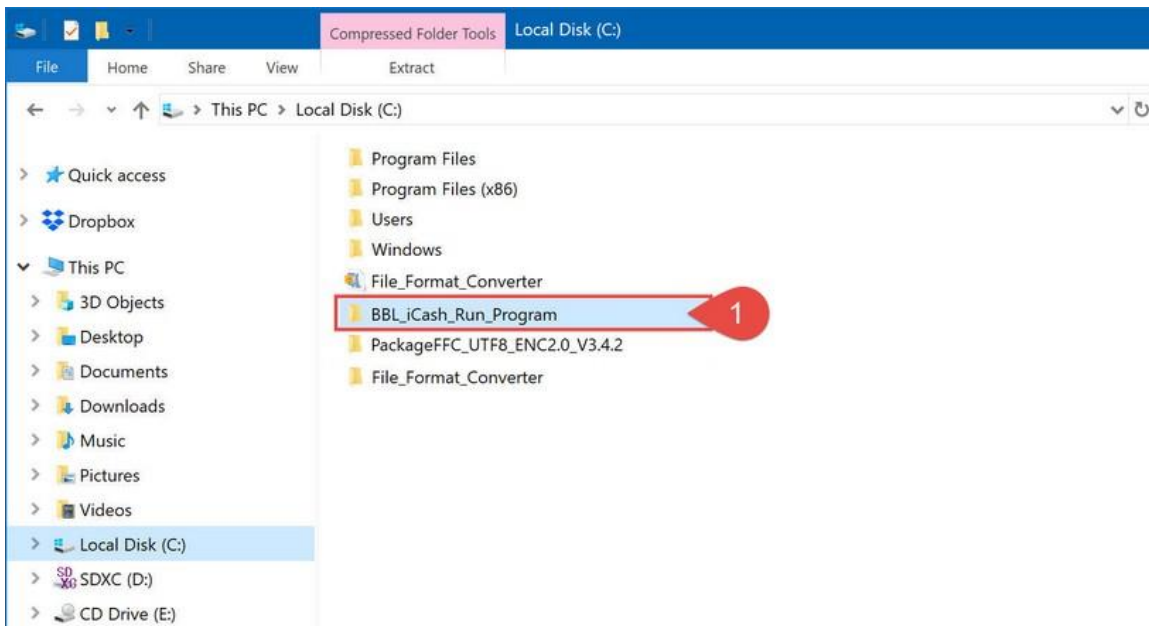 Compressed Folder Tools Local Disk (C:)
File Home Share View Extract
This PC > Local Disk (C:)
Quick access
Dropbox
This PC
3D Objects
Desktop
Documents
Downloads
Music
Pictures
Videos
Local Disk (C:)
SDXC (D:)
CD Drive (E:)
Program Files
Program Files (x86)
Users
Windows
File_Format_Converter
BBL_iCash_Run_Program 1
PackageFFC_UTF8_ENC2.0_V3.4.2
File_Format_Converter